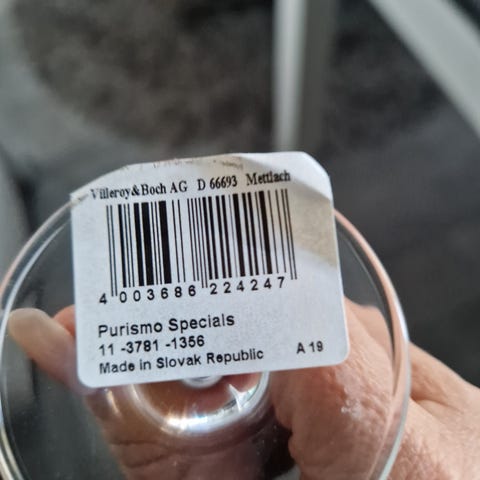 Villeroy&Boch AG D 66693 Mettlach
4 003686 224247
Purismo Specials
11 -3781 -1356
Made in Slovak Republic A 19